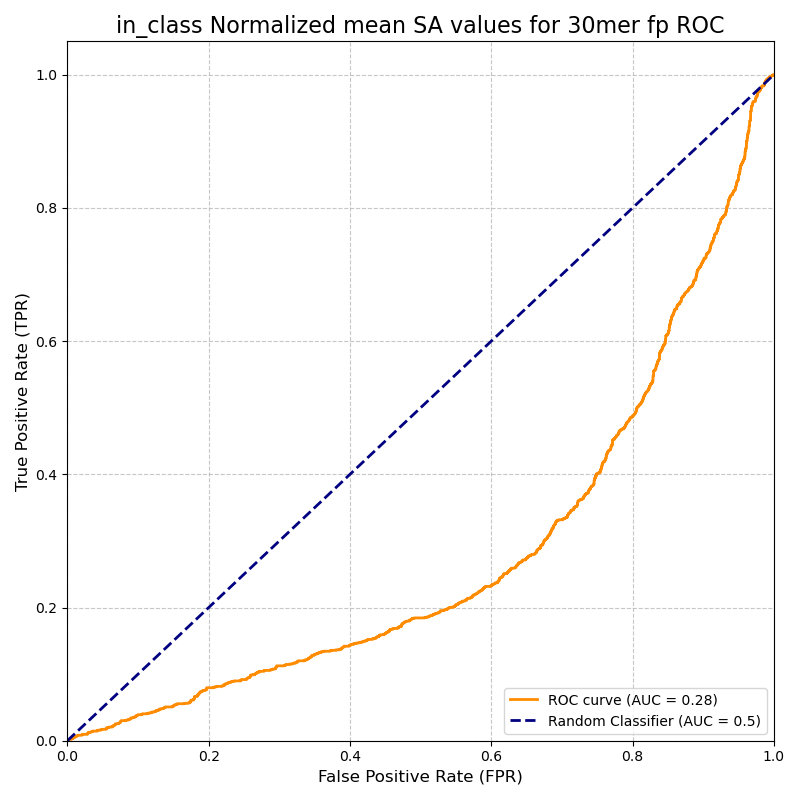 in_class Normalized mean SA values for 30mer fp ROC
True Positive Rate (TPR)
1.0
0.8
0.6
0.4
0.2
0.0
0.0 0.2 0.4 0.6 0.8 1.0
False Positive Rate (FPR)
ROC curve (AUC = 0.28)
Random Classifier (AUC = 0.5)